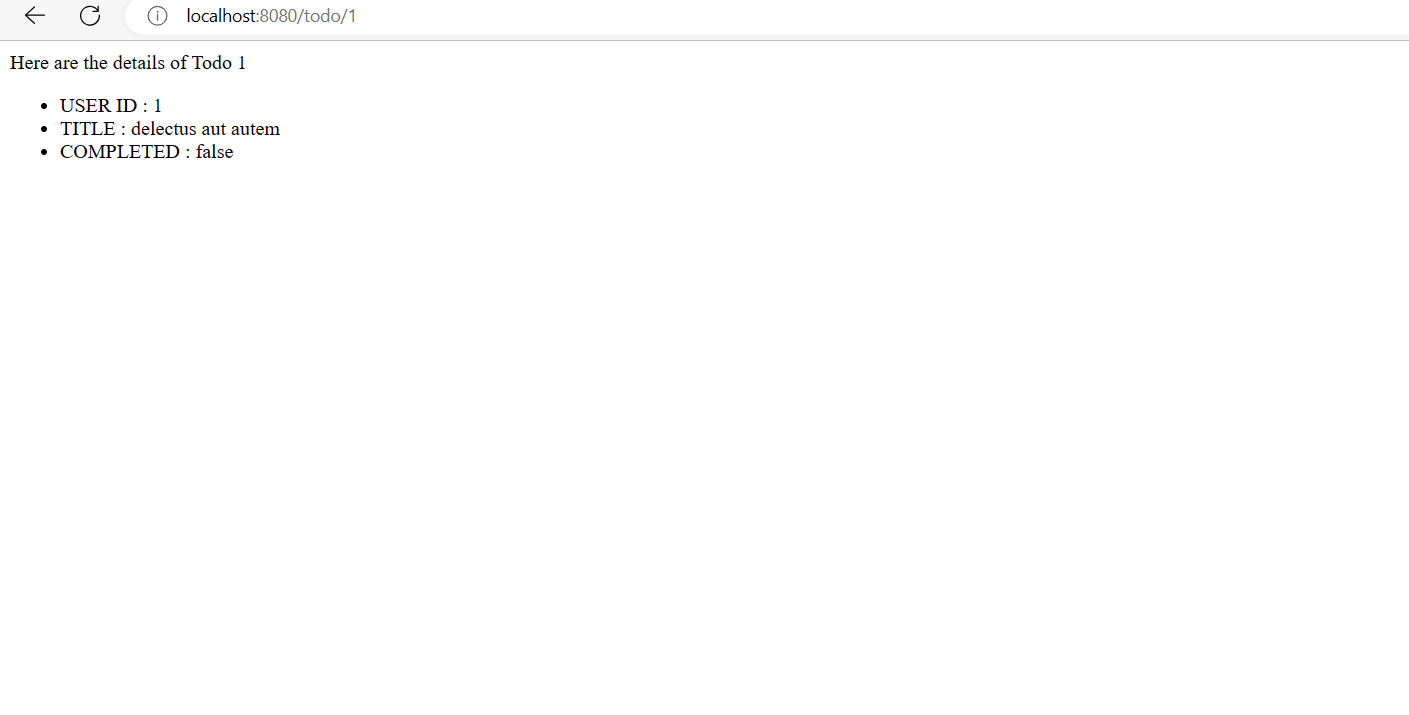 localhost:8080/todo/1
Here are the details of Todo 1
USER ID : 1
TITLE : delectus aut autem
COMPLETED : false